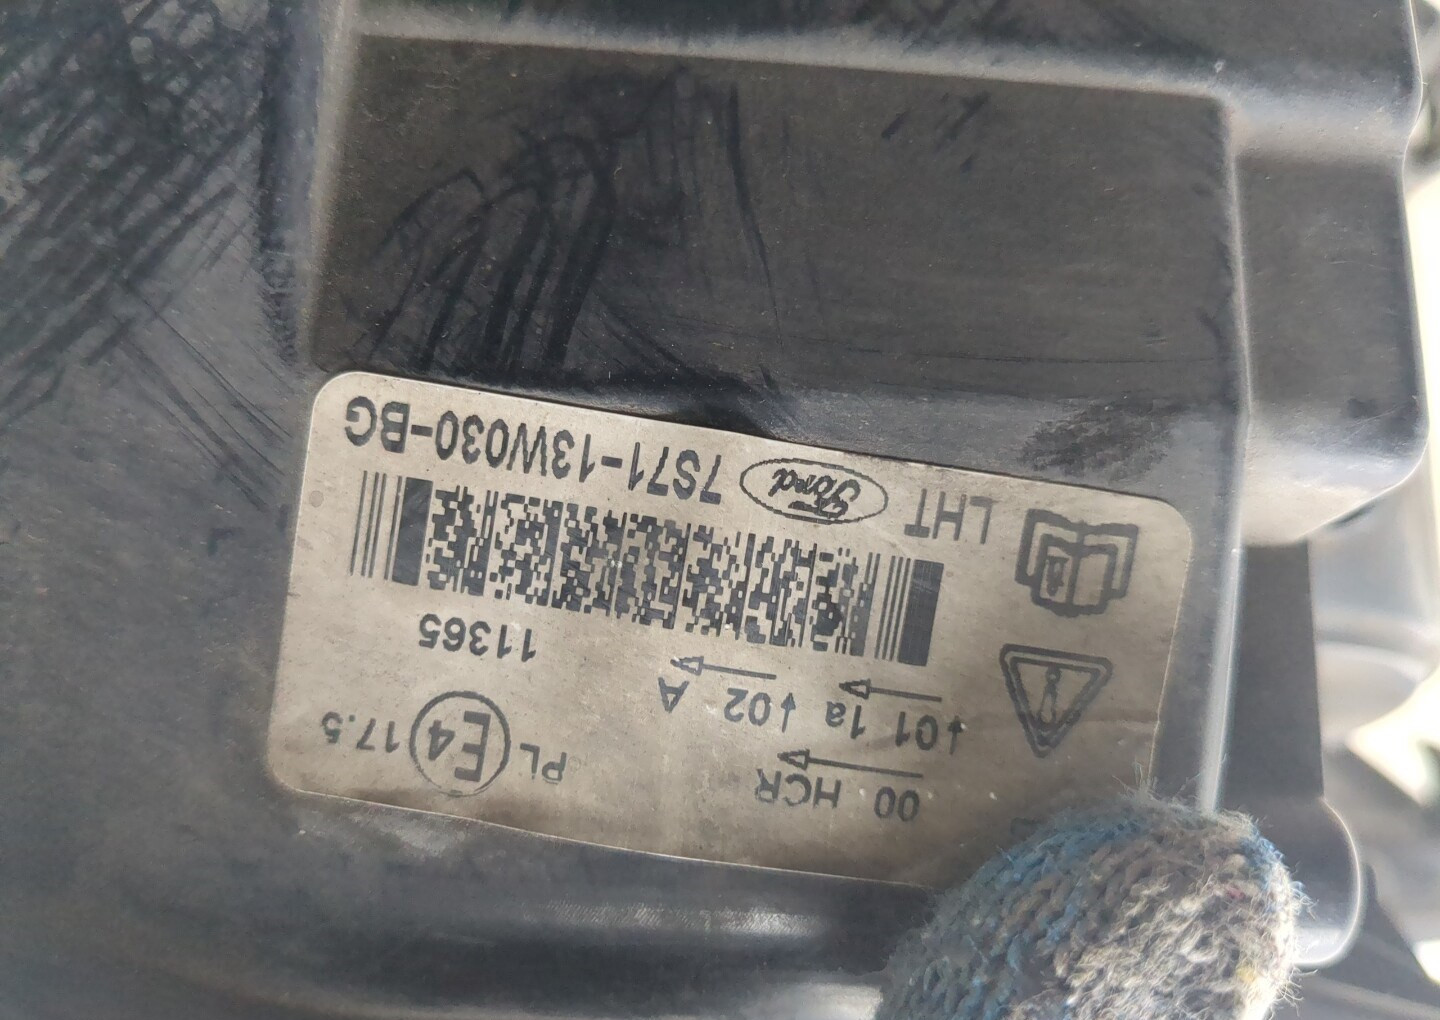 00 HCR PL E4 17.5
↓01 1a ↓02 A 11365
LHT Ford 7S71-13W030-BG